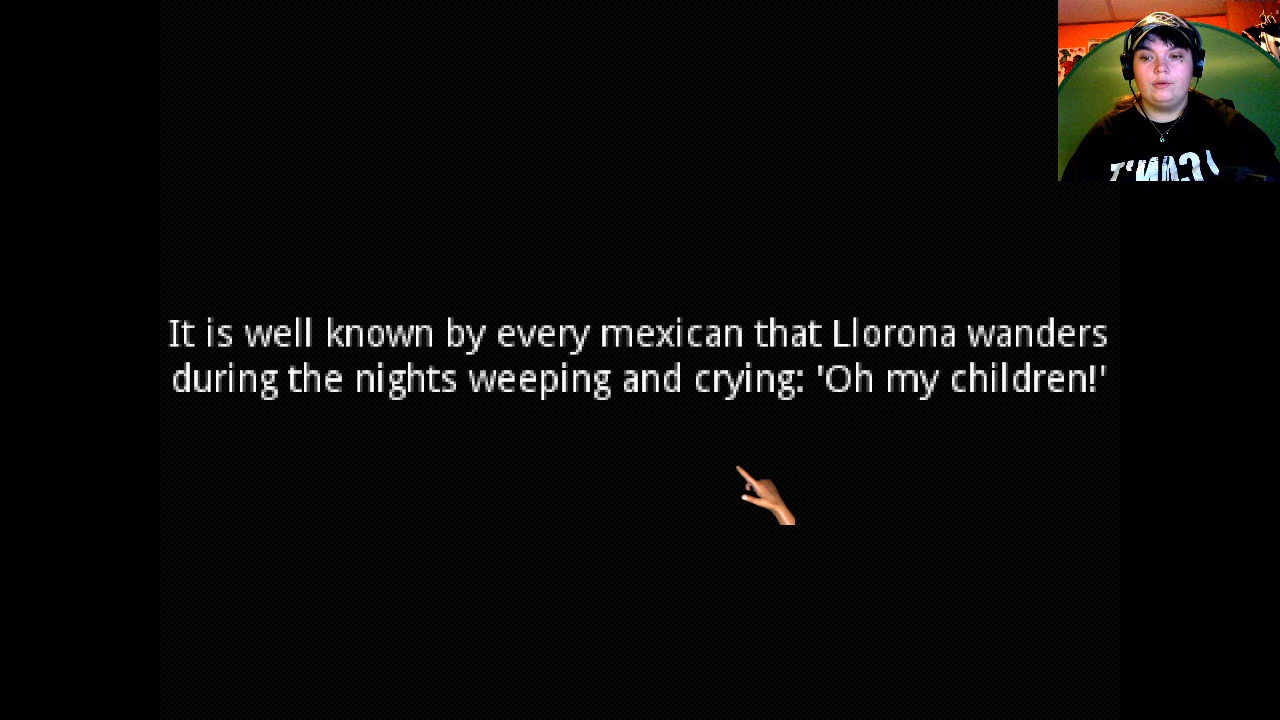 It is well known by every mexican that Llorona wanders
during the nights weeping and crying: 'Oh my children!'